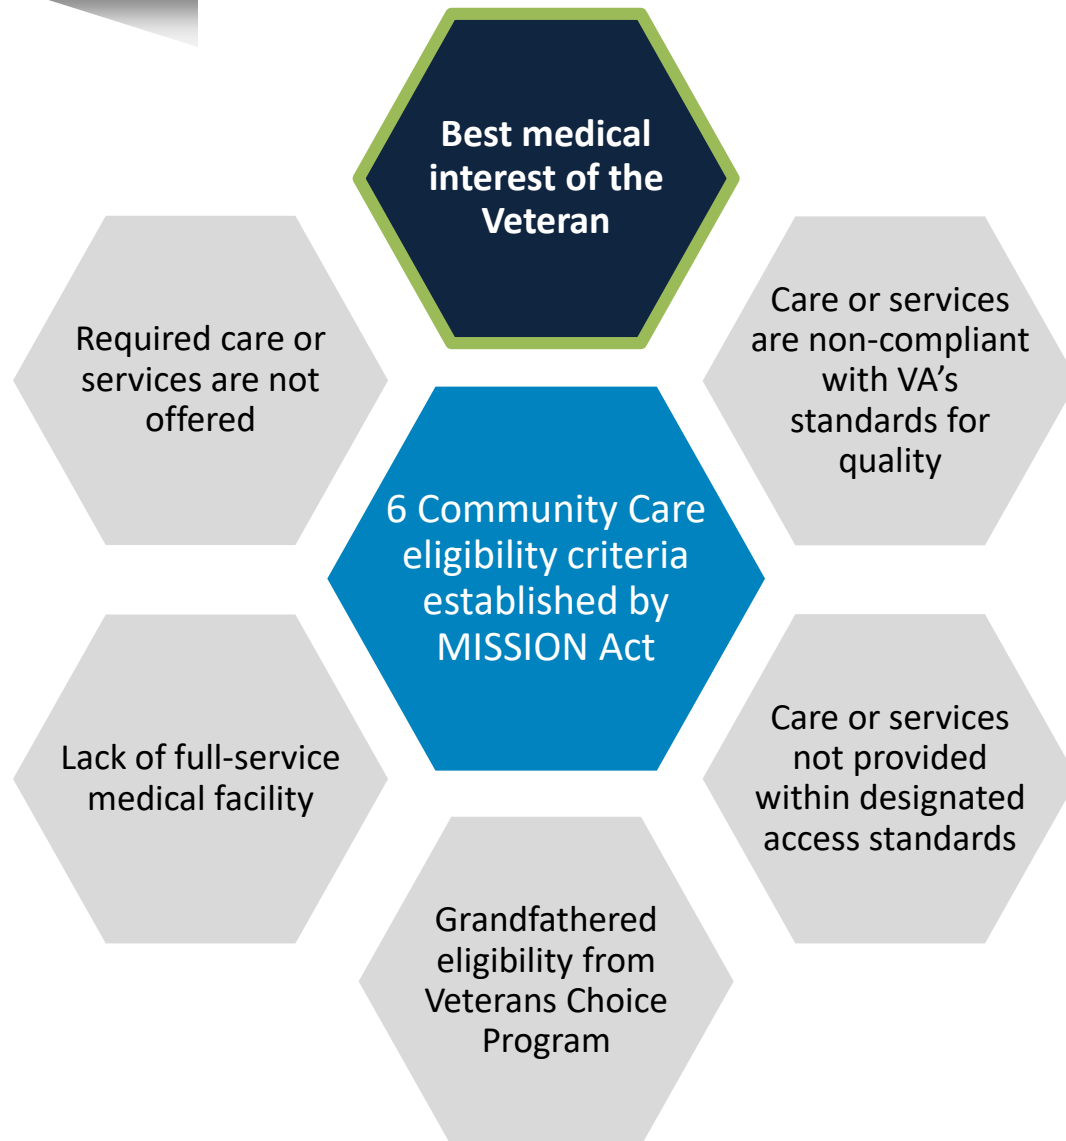 Best medical
interest of the
Veteran
Required care or
services are not
offered
Care or services
are non-compliant
with VA’s
standards for
quality
6 Community Care
eligibility criteria
established by
MISSION Act
Lack of full-service
medical facility
Care or services
not provided
within designated
access standards
Grandfathered
eligibility from
Veterans Choice
Program